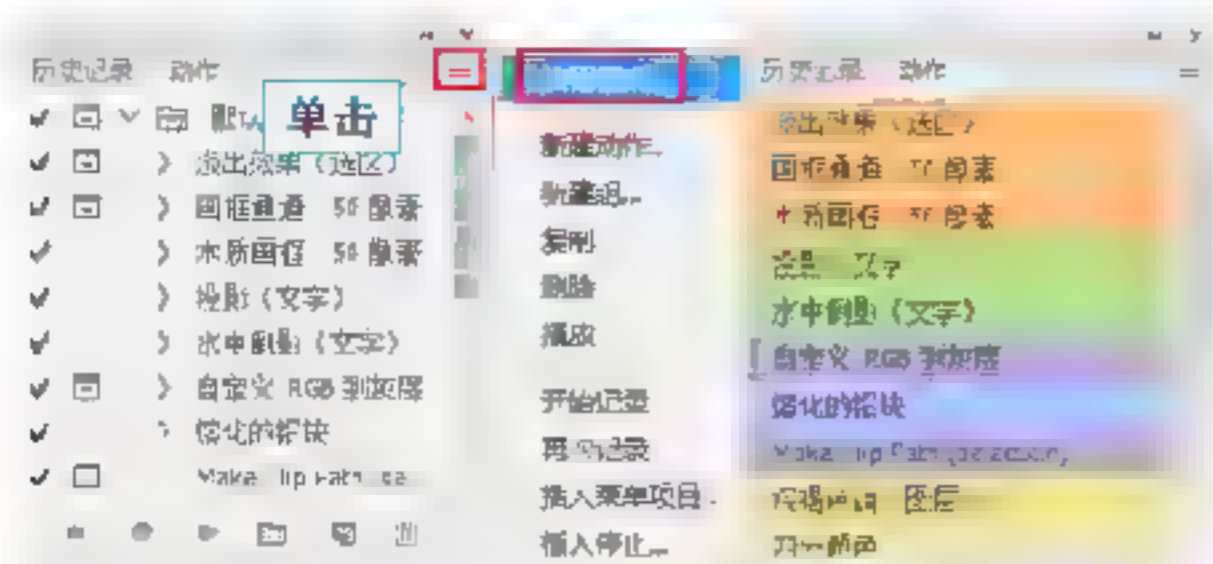 历史记录 动作
单击
淡出效果（选区）
画框通道 50 像素
木质画框 50 像素
投影（文字）
水中倒影（文字）
自定义 RGB 到灰度
熔化的铅块
新建动作...
新建组...
复制
删除
播放
开始记录
再次记录
插入菜单项目...
插入停止...
历史记录 动作
淡出效果（选区）
画框通道 50 像素
木质画框 50 像素
投影（文字）
水中倒影（文字）
自定义 RGB 到灰度
熔化的铅块
Make Clip Path (selection)